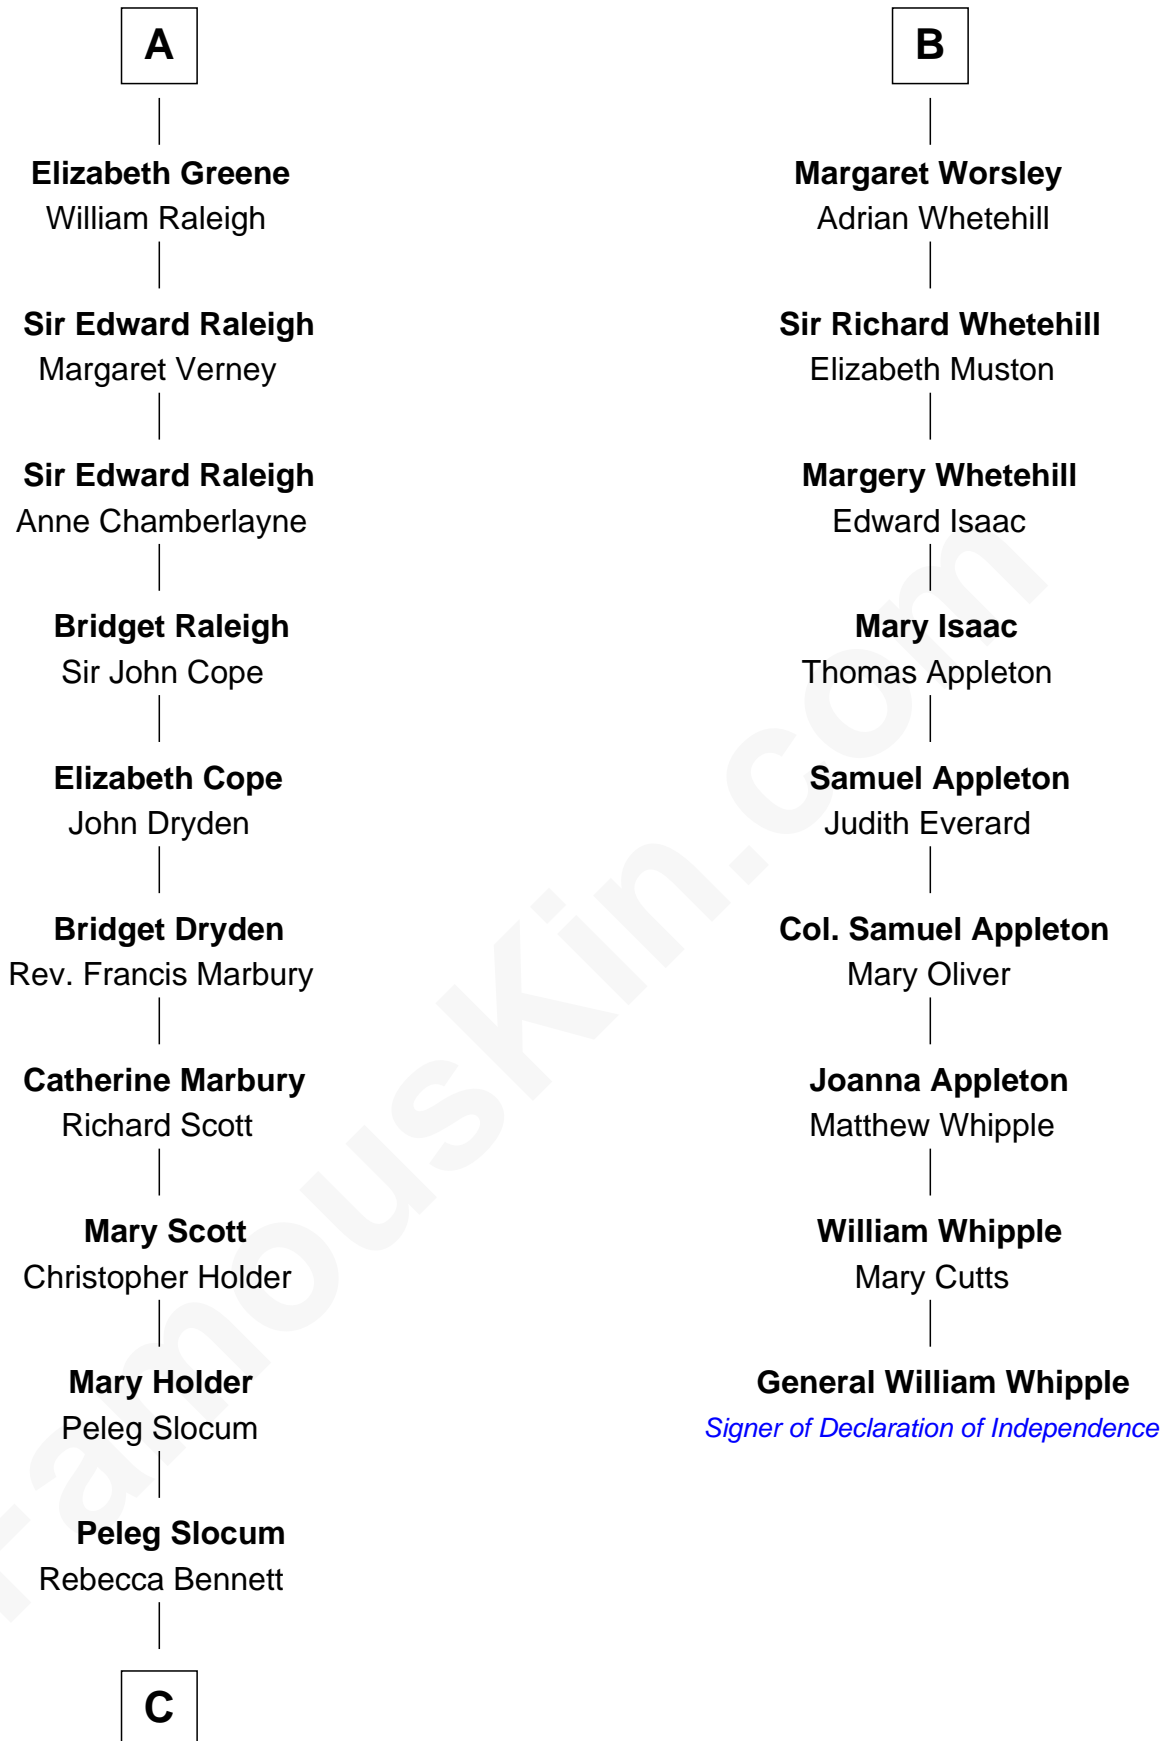 A
Elizabeth Greene
William Raleigh
Sir Edward Raleigh
Margaret Verney
Sir Edward Raleigh
Anne Chamberlayne
Bridget Raleigh
Sir John Cope
Elizabeth Cope
John Dryden
Bridget Dryden
Rev. Francis Marbury
Catherine Marbury
Richard Scott
Mary Scott
Christopher Holder
Mary Holder
Peleg Slocum
Peleg Slocum
Rebecca Bennett
C
B
Margaret Worsley
Adrian Whetehill
Sir Richard Whetehill
Elizabeth Muston
Margery Whetehill
Edward Isaac
Mary Isaac
Thomas Appleton
Samuel Appleton
Judith Everard
Col. Samuel Appleton
Mary Oliver
Joanna Appleton
Matthew Whipple
William Whipple
Mary Cutts
General William Whipple
Signer of Declaration of Independence
FamousKin.com